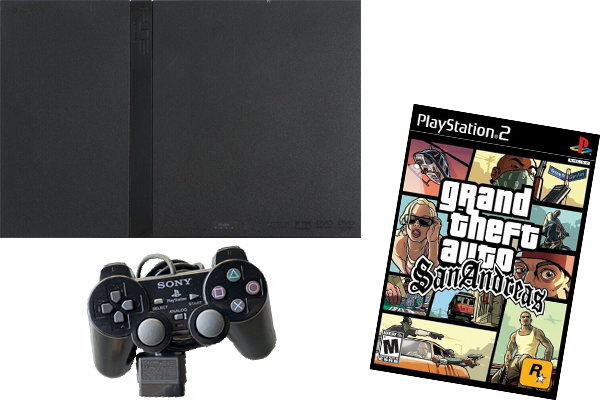 PlayStation 2
grand
theft
auto
San Andreas
M
R
SONY
PlayStation
SELECT
START
ANALOG